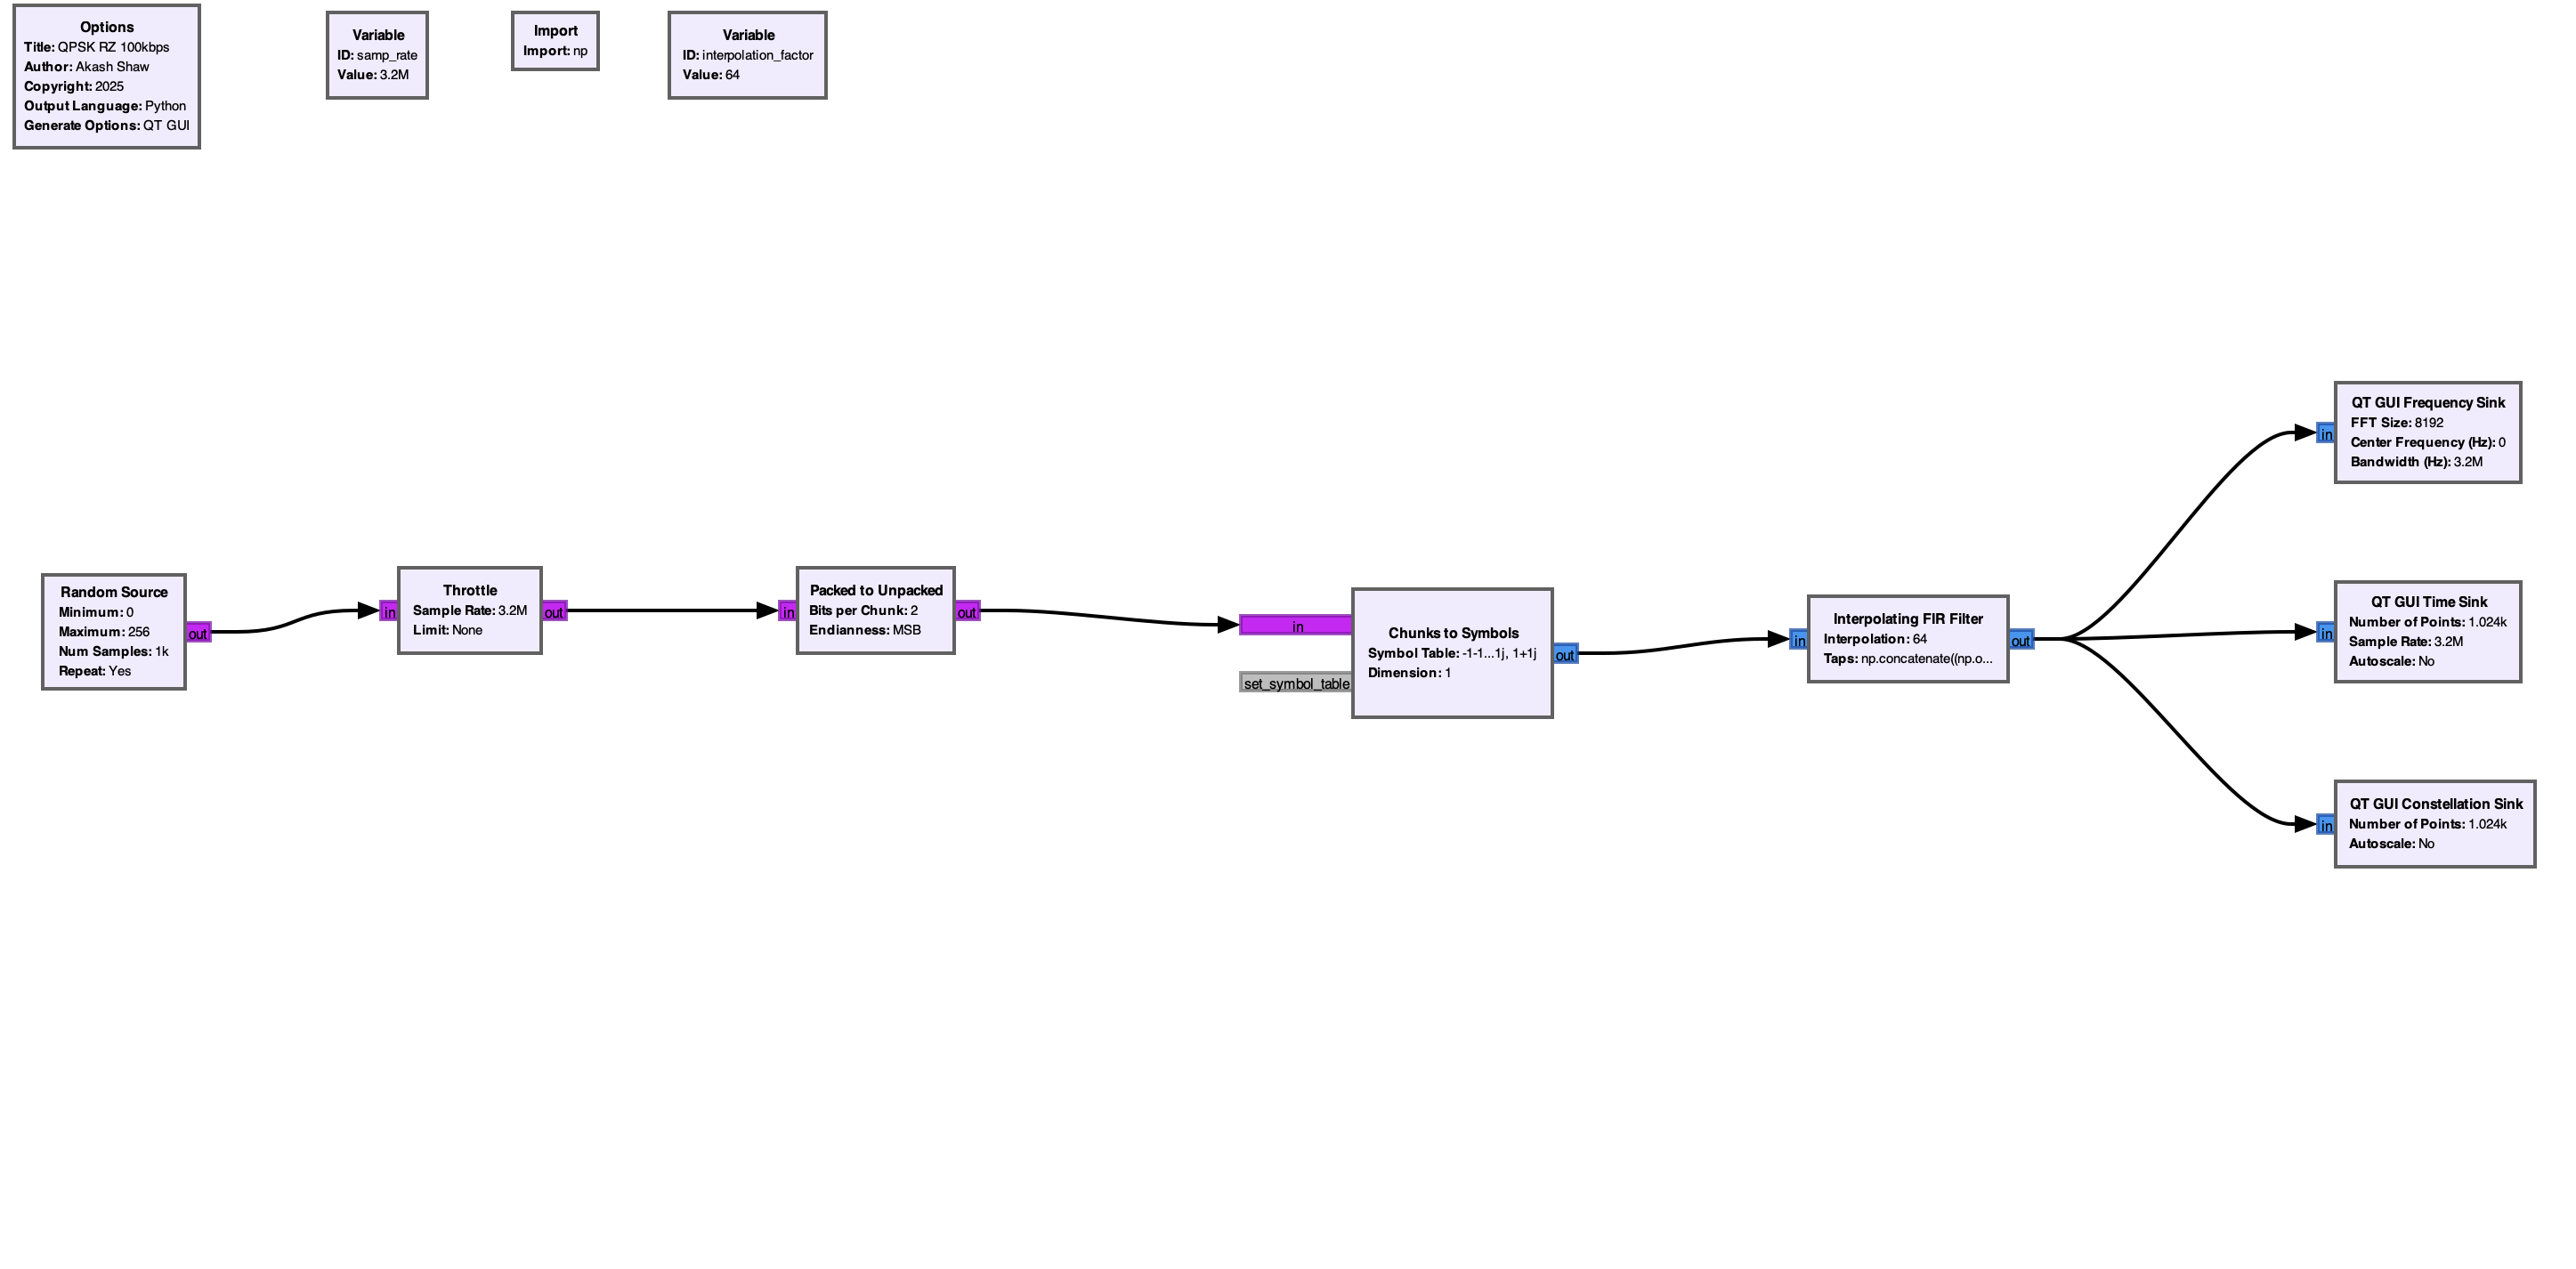 Options
Title: QPSK RZ 100kbps
Author: Akash Shaw
Copyright: 2025
Output Language: Python
Generate Options: QT GUI
Variable
ID: samp_rate
Value: 3.2M
Import
Import: np
Variable
ID: interpolation_factor
Value: 64
Random Source
Minimum: 0
Maximum: 256
Num Samples: 1k
Repeat: Yes
out
in
Throttle
Sample Rate: 3.2M
Limit: None
out
in
Packed to Unpacked
Bits per Chunk: 2
Endianness: MSB
out
in
set_symbol_table
Chunks to Symbols
Symbol Table: -1-1...1j, 1+1j
Dimension: 1
out
in
Interpolating FIR Filter
Interpolation: 64
Taps: np.concatenate((np.o...
out
in
QT GUI Frequency Sink
FFT Size: 8192
Center Frequency (Hz): 0
Bandwidth (Hz): 3.2M
in
QT GUI Time Sink
Number of Points: 1.024k
Sample Rate: 3.2M
Autoscale: No
in
QT GUI Constellation Sink
Number of Points: 1.024k
Autoscale: No